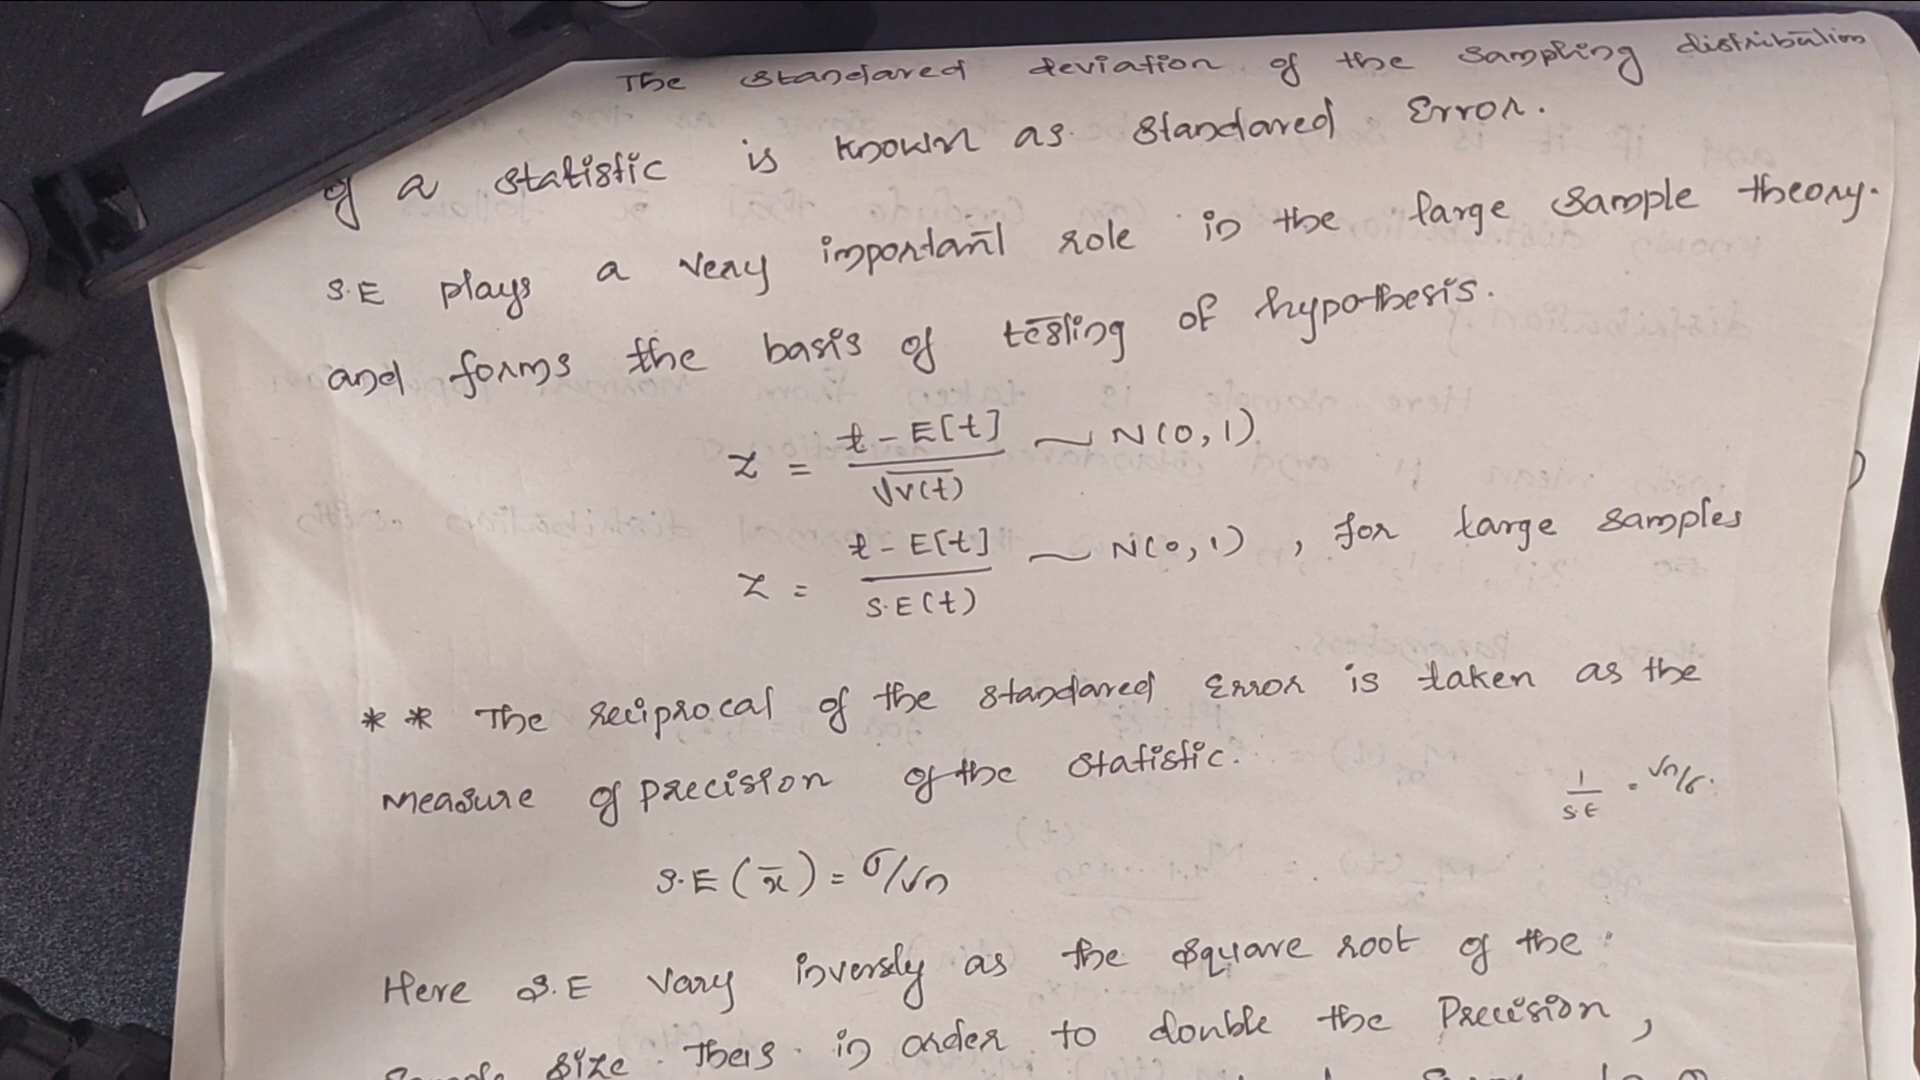 The standared deviation of the sampling distribution
of a statistic is known as standared Error.
S.E plays a very important role in the large sample theory.
and forms the basis of testing of hypothesis.
z = t - E[t] / √v(t) ~ N(0,1)
z = t - E[t] / S.E(t) ~ N(0,1) , for large samples
** The reciprocal of the standared Error is taken as the
measure of precision of the statistic.
1/S.E = √n/σ.
S.E (x̄) = σ/√n
Here S.E vary inversly as the square root of the
Sample size. Theis in order to double the Precision,